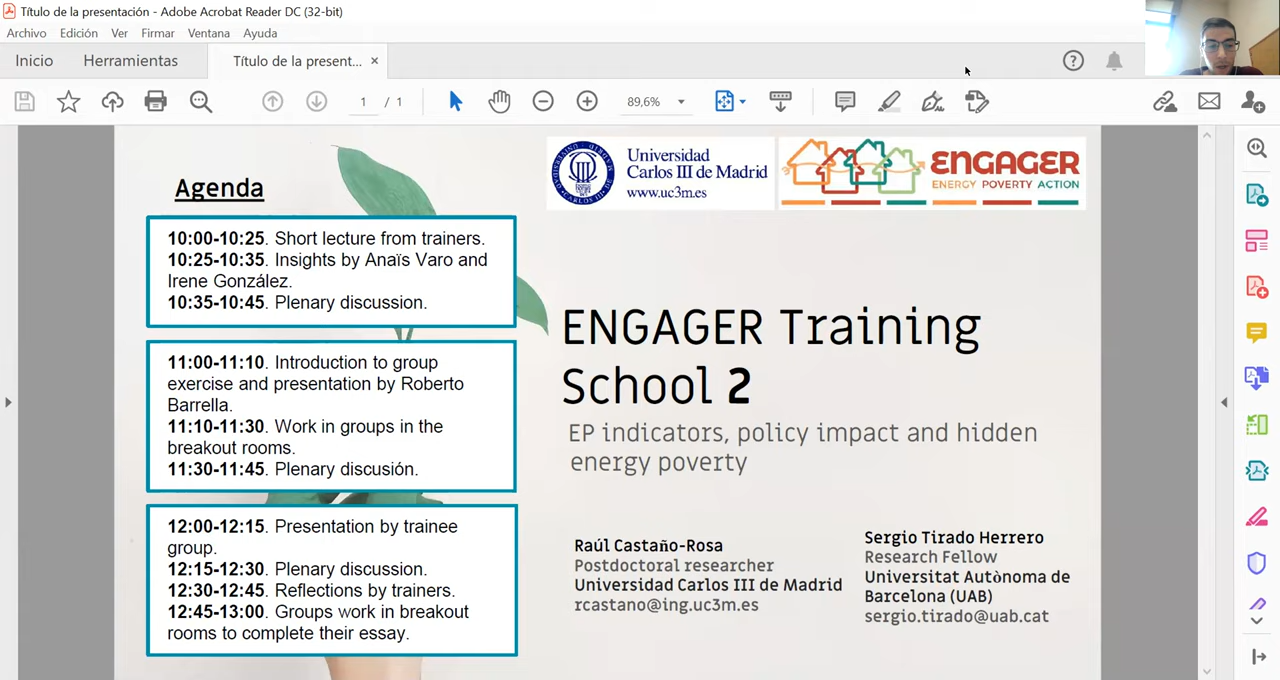 Título de la presentación - Adobe Acrobat Reader DC (32-bit)
Archivo Edición Ver Firmar Ventana Ayuda
Inicio Herramientas Título de la present... ×
1 / 1 89,6%
Universidad
Carlos III de Madrid
www.uc3m.es
ENGAGER
ENERGY POVERTY ACTION
Agenda
10:00-10:25. Short lecture from trainers.
10:25-10:35. Insights by Anaïs Varo and
Irene González.
10:35-10:45. Plenary discussion.
11:00-11:10. Introduction to group
exercise and presentation by Roberto
Barrella.
11:10-11:30. Work in groups in the
breakout rooms.
11:30-11:45. Plenary discusión.
12:00-12:15. Presentation by trainee
group.
12:15-12:30. Plenary discussion.
12:30-12:45. Reflections by trainers.
12:45-13:00. Groups work in breakout
rooms to complete their essay.
ENGAGER Training
School 2
EP indicators, policy impact and hidden
energy poverty
Raúl Castaño-Rosa
Postdoctoral researcher
Universidad Carlos III de Madrid
rcastano@ing.uc3m.es
Sergio Tirado Herrero
Research Fellow
Universitat Autònoma de
Barcelona (UAB)
sergio.tirado@uab.cat